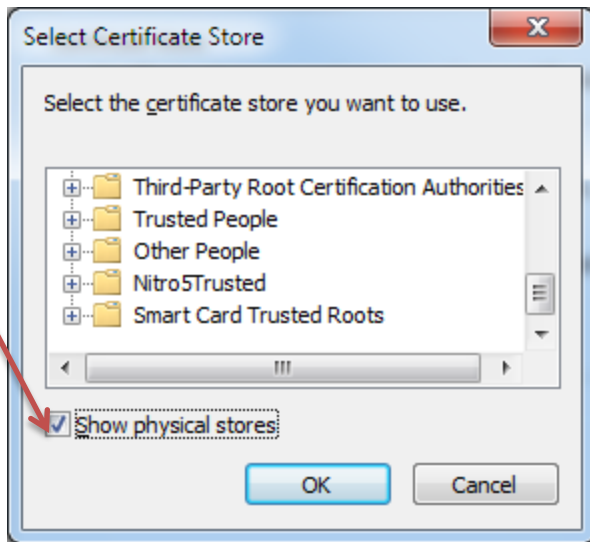 Select Certificate Store
Select the certificate store you want to use.
Third-Party Root Certification Authorities
Trusted People
Other People
Nitro5Trusted
Smart Card Trusted Roots
Show physical stores
OK
Cancel